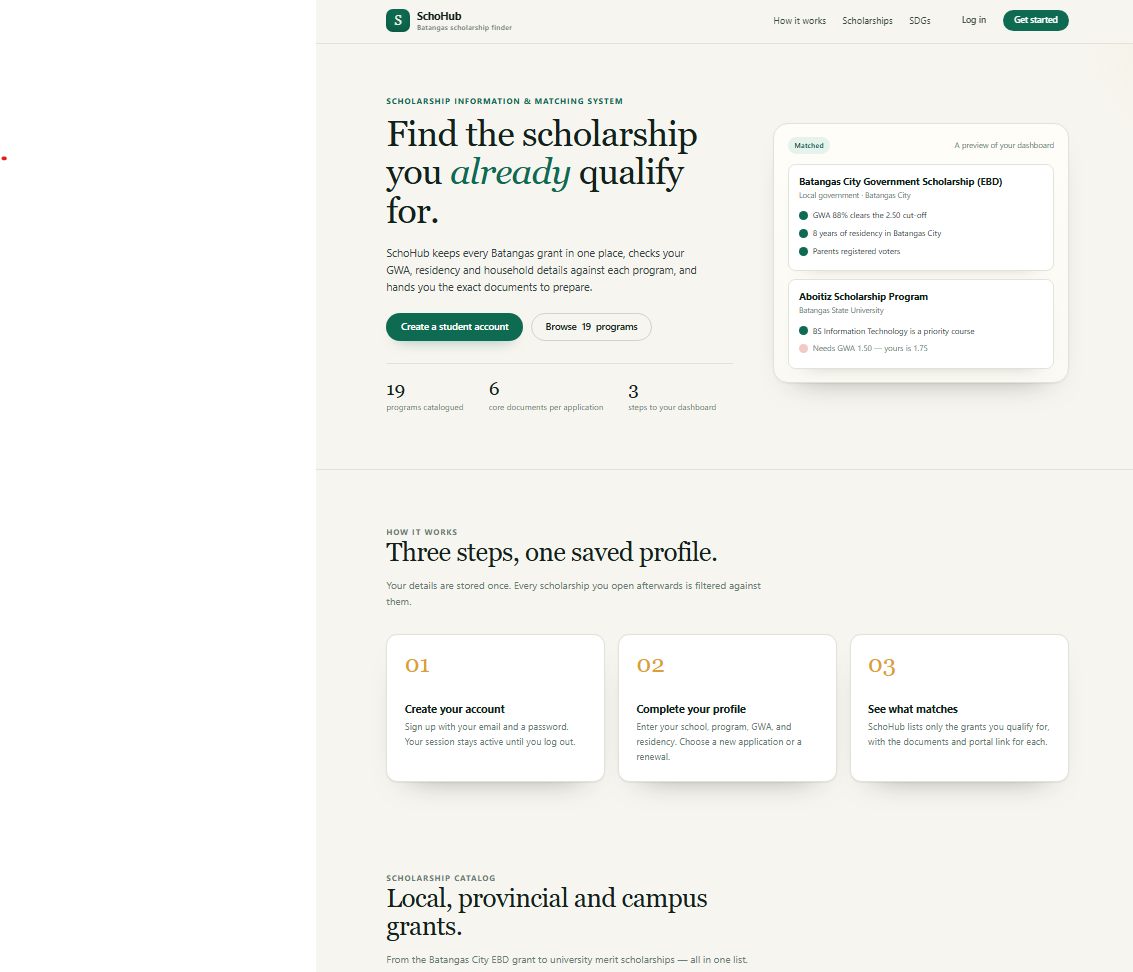 S
SchoHub
Batangas scholarship finder
How it works
Scholarships
SDGs
Log in
Get started
SCHOLARSHIP INFORMATION & MATCHING SYSTEM
Find the scholarship
you already qualify
for.
SchoHub keeps every Batangas grant in one place, checks your
GWA, residency and household details against each program, and
hands you the exact documents to prepare.
Create a student account
Browse 19 programs
19
programs catalogued
6
core documents per application
3
steps to your dashboard
Matched
A preview of your dashboard
Batangas City Government Scholarship (EBD)
Local government · Batangas City
GWA 88% clears the 2.50 cut-off
8 years of residency in Batangas City
Parents registered voters
Aboitiz Scholarship Program
Batangas State University
BS Information Technology is a priority course
Needs GWA 1.50 — yours is 1.75
HOW IT WORKS
Three steps, one saved profile.
Your details are stored once. Every scholarship you open afterwards is filtered against
them.
01
Create your account
Sign up with your email and a password.
Your session stays active until you log out.
02
Complete your profile
Enter your school, program, GWA, and
residency. Choose a new application or a
renewal.
03
See what matches
SchoHub lists only the grants you qualify for,
with the documents and portal link for each.
SCHOLARSHIP CATALOG
Local, provincial and campus
grants.
From the Batangas City EBD grant to university merit scholarships — all in one list.